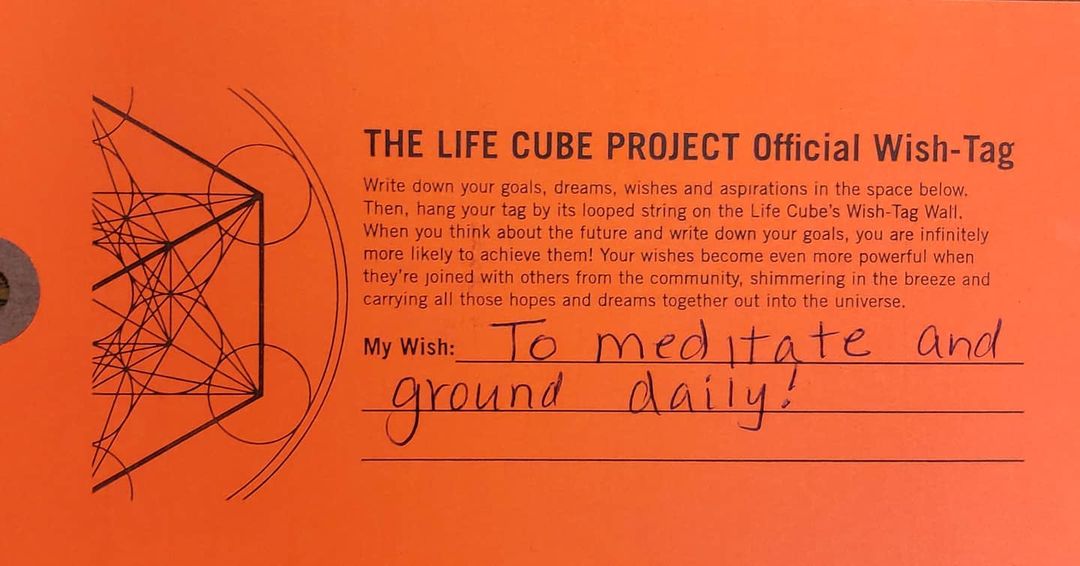 THE LIFE CUBE PROJECT Official Wish-Tag
Write down your goals, dreams, wishes and aspirations in the space below.
Then, hang your tag by its looped string on the Life Cube's Wish-Tag Wall.
When you think about the future and write down your goals, you are infinitely
more likely to achieve them! Your wishes become even more powerful when
they're joined with others from the community, shimmering in the breeze and
carrying all those hopes and dreams together out into the universe.
My Wish: To meditate and
ground daily!